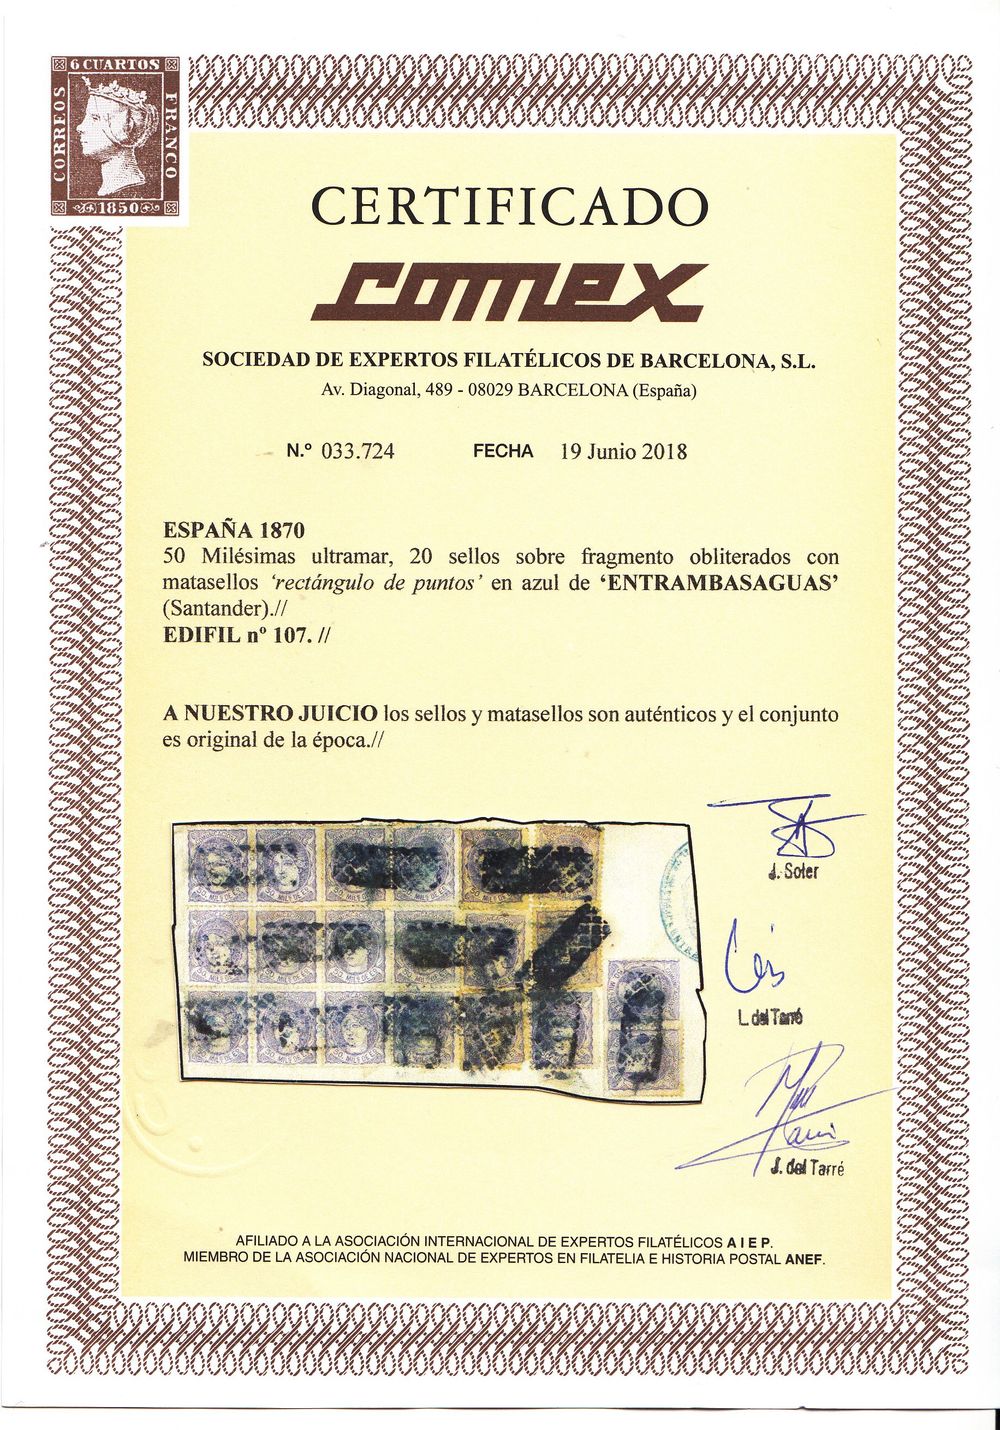 6 CUARTOS
CORREOS
FRANCO
1850
CERTIFICADO
comex
SOCIEDAD DE EXPERTOS FILATÉLICOS DE BARCELONA, S.L.
Av. Diagonal, 489 - 08029 BARCELONA (España)
N.º 033.724 FECHA 19 Junio 2018
ESPAÑA 1870
50 Milésimas ultramar, 20 sellos sobre fragmento obliterados con
matasellos ‘rectángulo de puntos’ en azul de ‘ENTRAMBASAGUAS’
(Santander).//
EDIFIL nº 107. //
A NUESTRO JUICIO los sellos y matasellos son auténticos y el conjunto
es original de la época.//
J. Soler
L. del Tarré
J. del Tarré
AFILIADO A LA ASOCIACIÓN INTERNACIONAL DE EXPERTOS FILATÉLICOS A I E P.
MIEMBRO DE LA ASOCIACIÓN NACIONAL DE EXPERTOS EN FILATELIA E HISTORIA POSTAL ANEF.